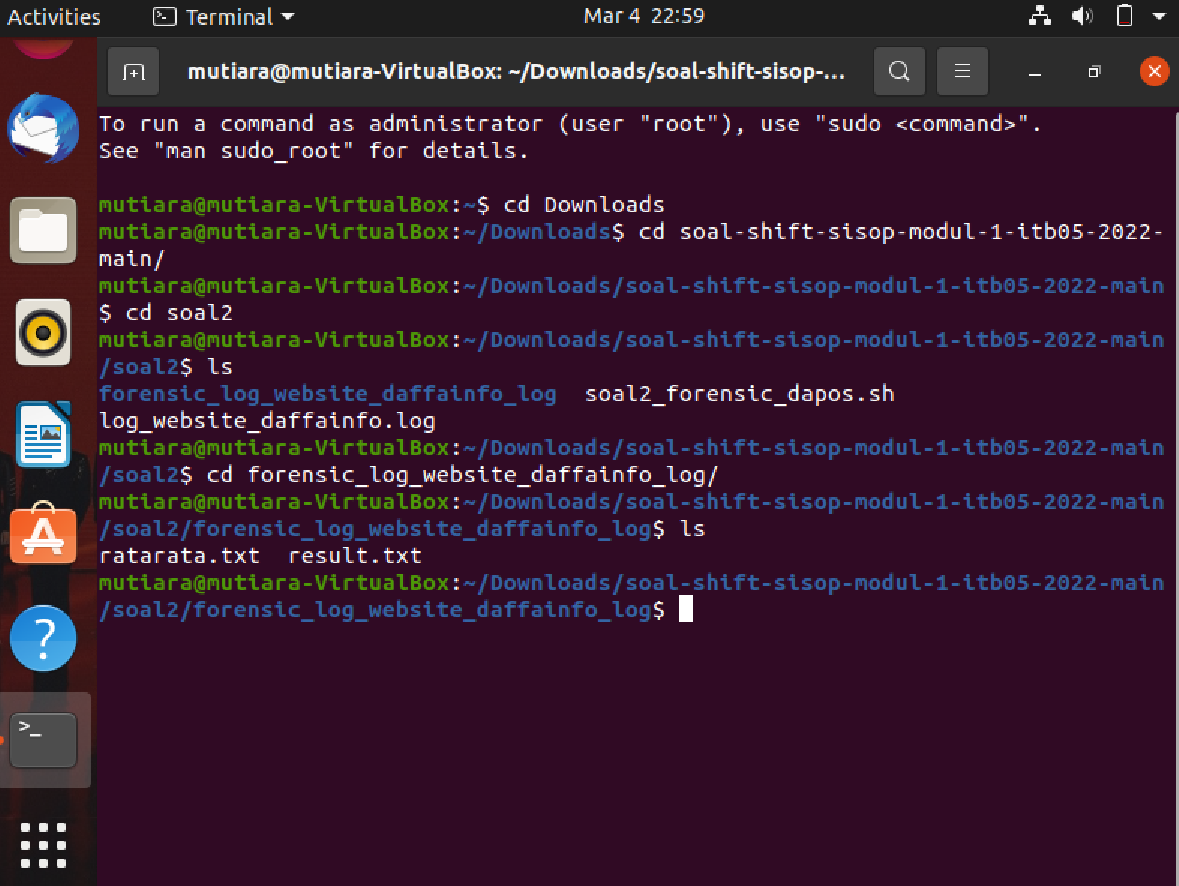 Activities Terminal Mar 4 22:59
mutiara@mutiara-VirtualBox: ~/Downloads/soal-shift-sisop-...
To run a command as administrator (user "root"), use "sudo <command>".
See "man sudo_root" for details.
mutiara@mutiara-VirtualBox:~$ cd Downloads
mutiara@mutiara-VirtualBox:~/Downloads$ cd soal-shift-sisop-modul-1-itb05-2022-
main/
mutiara@mutiara-VirtualBox:~/Downloads/soal-shift-sisop-modul-1-itb05-2022-main
$ cd soal2
mutiara@mutiara-VirtualBox:~/Downloads/soal-shift-sisop-modul-1-itb05-2022-main
/soal2$ ls
forensic_log_website_daffainfo_log  soal2_forensic_dapos.sh
log_website_daffainfo.log
mutiara@mutiara-VirtualBox:~/Downloads/soal-shift-sisop-modul-1-itb05-2022-main
/soal2$ cd forensic_log_website_daffainfo_log/
mutiara@mutiara-VirtualBox:~/Downloads/soal-shift-sisop-modul-1-itb05-2022-main
/soal2/forensic_log_website_daffainfo_log$ ls
ratarata.txt  result.txt
mutiara@mutiara-VirtualBox:~/Downloads/soal-shift-sisop-modul-1-itb05-2022-main
/soal2/forensic_log_website_daffainfo_log$